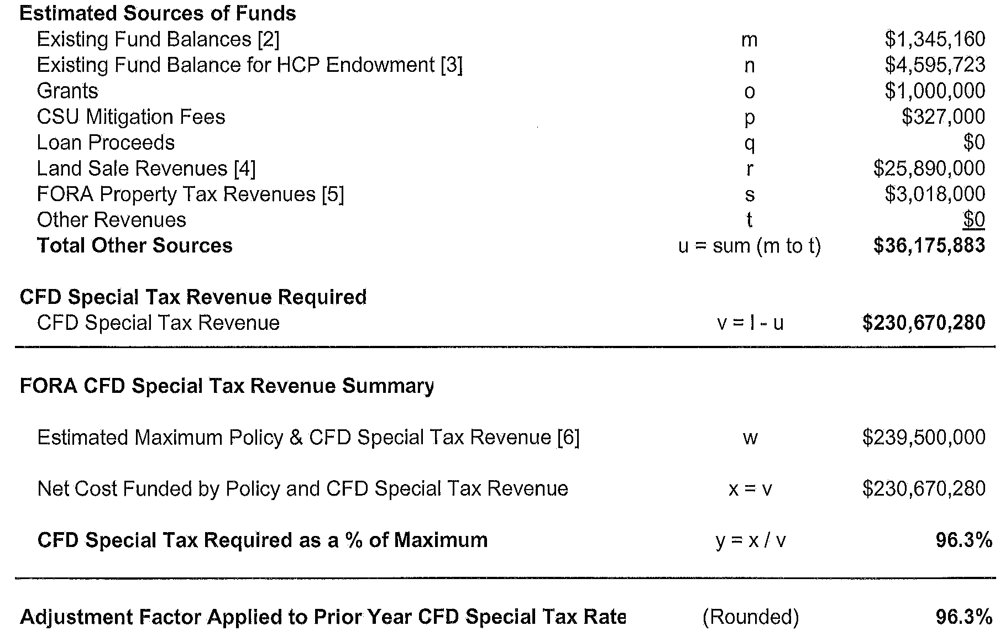 Estimated Sources of Funds
Existing Fund Balances [2] m $1,345,160
Existing Fund Balance for HCP Endowment [3] n $4,595,723
Grants o $1,000,000
CSU Mitigation Fees p $327,000
Loan Proceeds q $0
Land Sale Revenues [4] r $25,890,000
FORA Property Tax Revenues [5] s $3,018,000
Other Revenues t $0
Total Other Sources u = sum (m to t) $36,175,883
CFD Special Tax Revenue Required
CFD Special Tax Revenue v = l - u $230,670,280
FORA CFD Special Tax Revenue Summary
Estimated Maximum Policy & CFD Special Tax Revenue [6] w $239,500,000
Net Cost Funded by Policy and CFD Special Tax Revenue x = v $230,670,280
CFD Special Tax Required as a % of Maximum y = x / v 96.3%
Adjustment Factor Applied to Prior Year CFD Special Tax Rate (Rounded) 96.3%